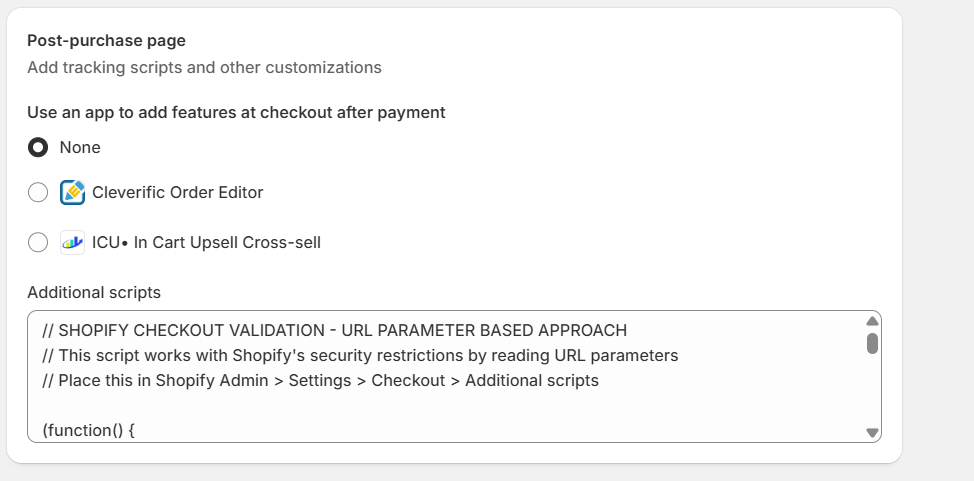 Post-purchase page
Add tracking scripts and other customizations
Use an app to add features at checkout after payment
None
Cleverific Order Editor
ICU• In Cart Upsell Cross-sell
Additional scripts
// SHOPIFY CHECKOUT VALIDATION - URL PARAMETER BASED APPROACH
// This script works with Shopify's security restrictions by reading URL parameters
// Place this in Shopify Admin > Settings > Checkout > Additional scripts
(function() {